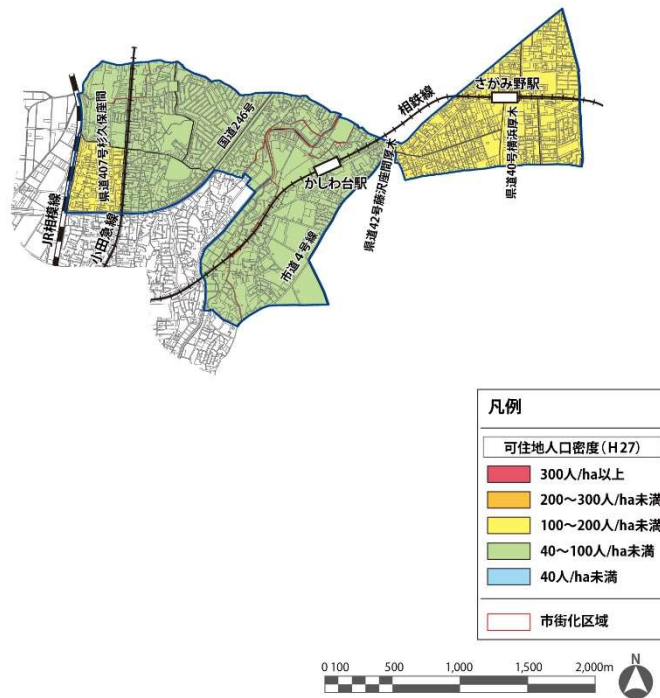 さがみ野駅
相鉄線
県道407号杉久保座間
国道246号
県道40号横浜厚木
かしわ台駅
県道42号藤沢座間厚木
JR相模線
小田急線
市道4号線
凡例
可住地人口密度(H27)
300人/ha以上
200~300人/ha未満
100~200人/ha未満
40~100人/ha未満
40人/ha未満
市街化区域
0 100 500 1,000 1,500 2,000m
N